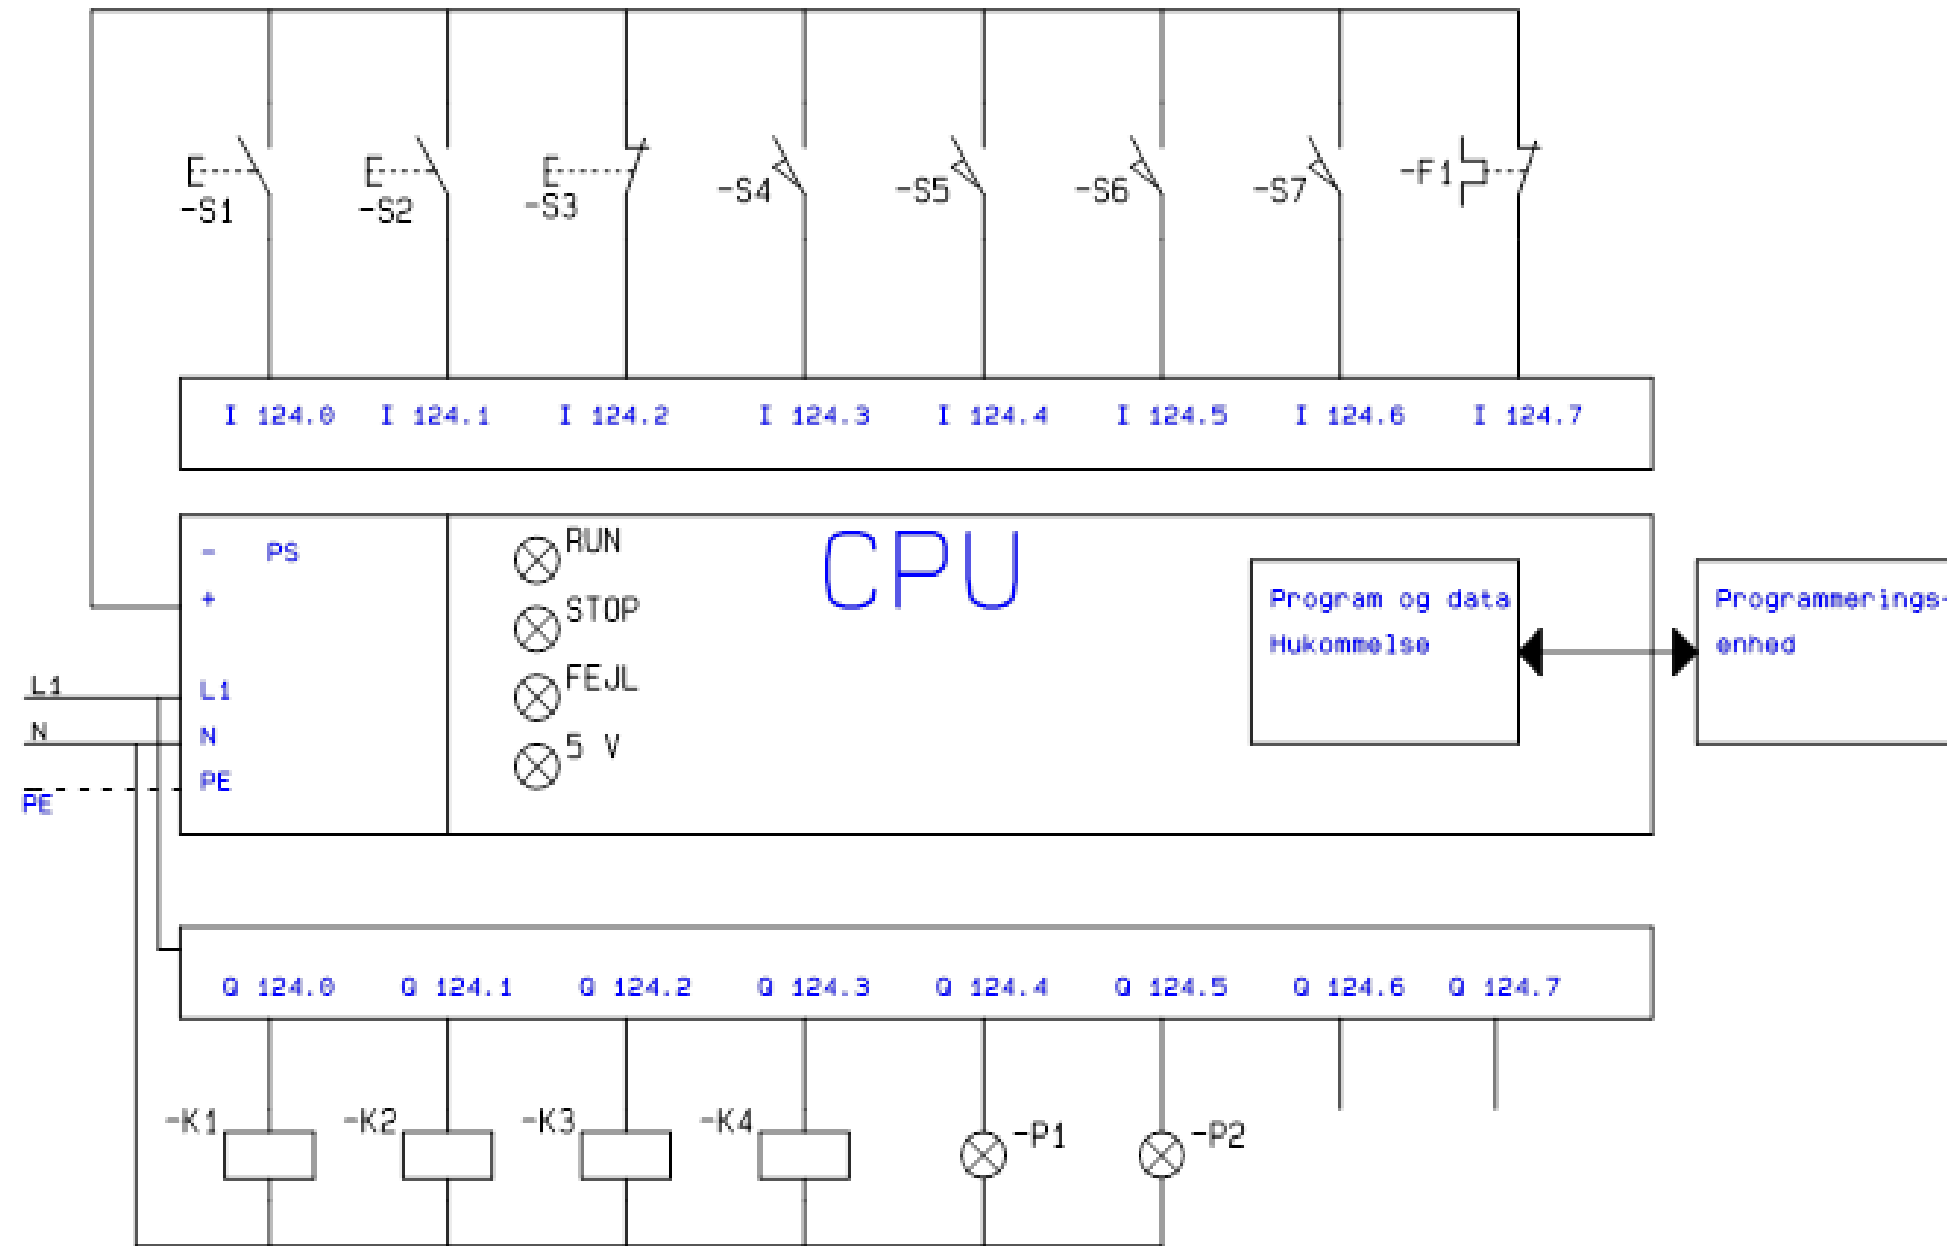 -S1
-S2
-S3
-S4
-S5
-S6
-S7
-F1
I 124.0
I 124.1
I 124.2
I 124.3
I 124.4
I 124.5
I 124.6
I 124.7
- PS
+
L1
N
PE
L1
N
PE
RUN
STOP
FEJL
5 V
CPU
Program og data
Hukommelse
Programmerings-
enhed
Q 124.0
Q 124.1
Q 124.2
Q 124.3
Q 124.4
Q 124.5
Q 124.6
Q 124.7
-K1
-K2
-K3
-K4
-P1
-P2